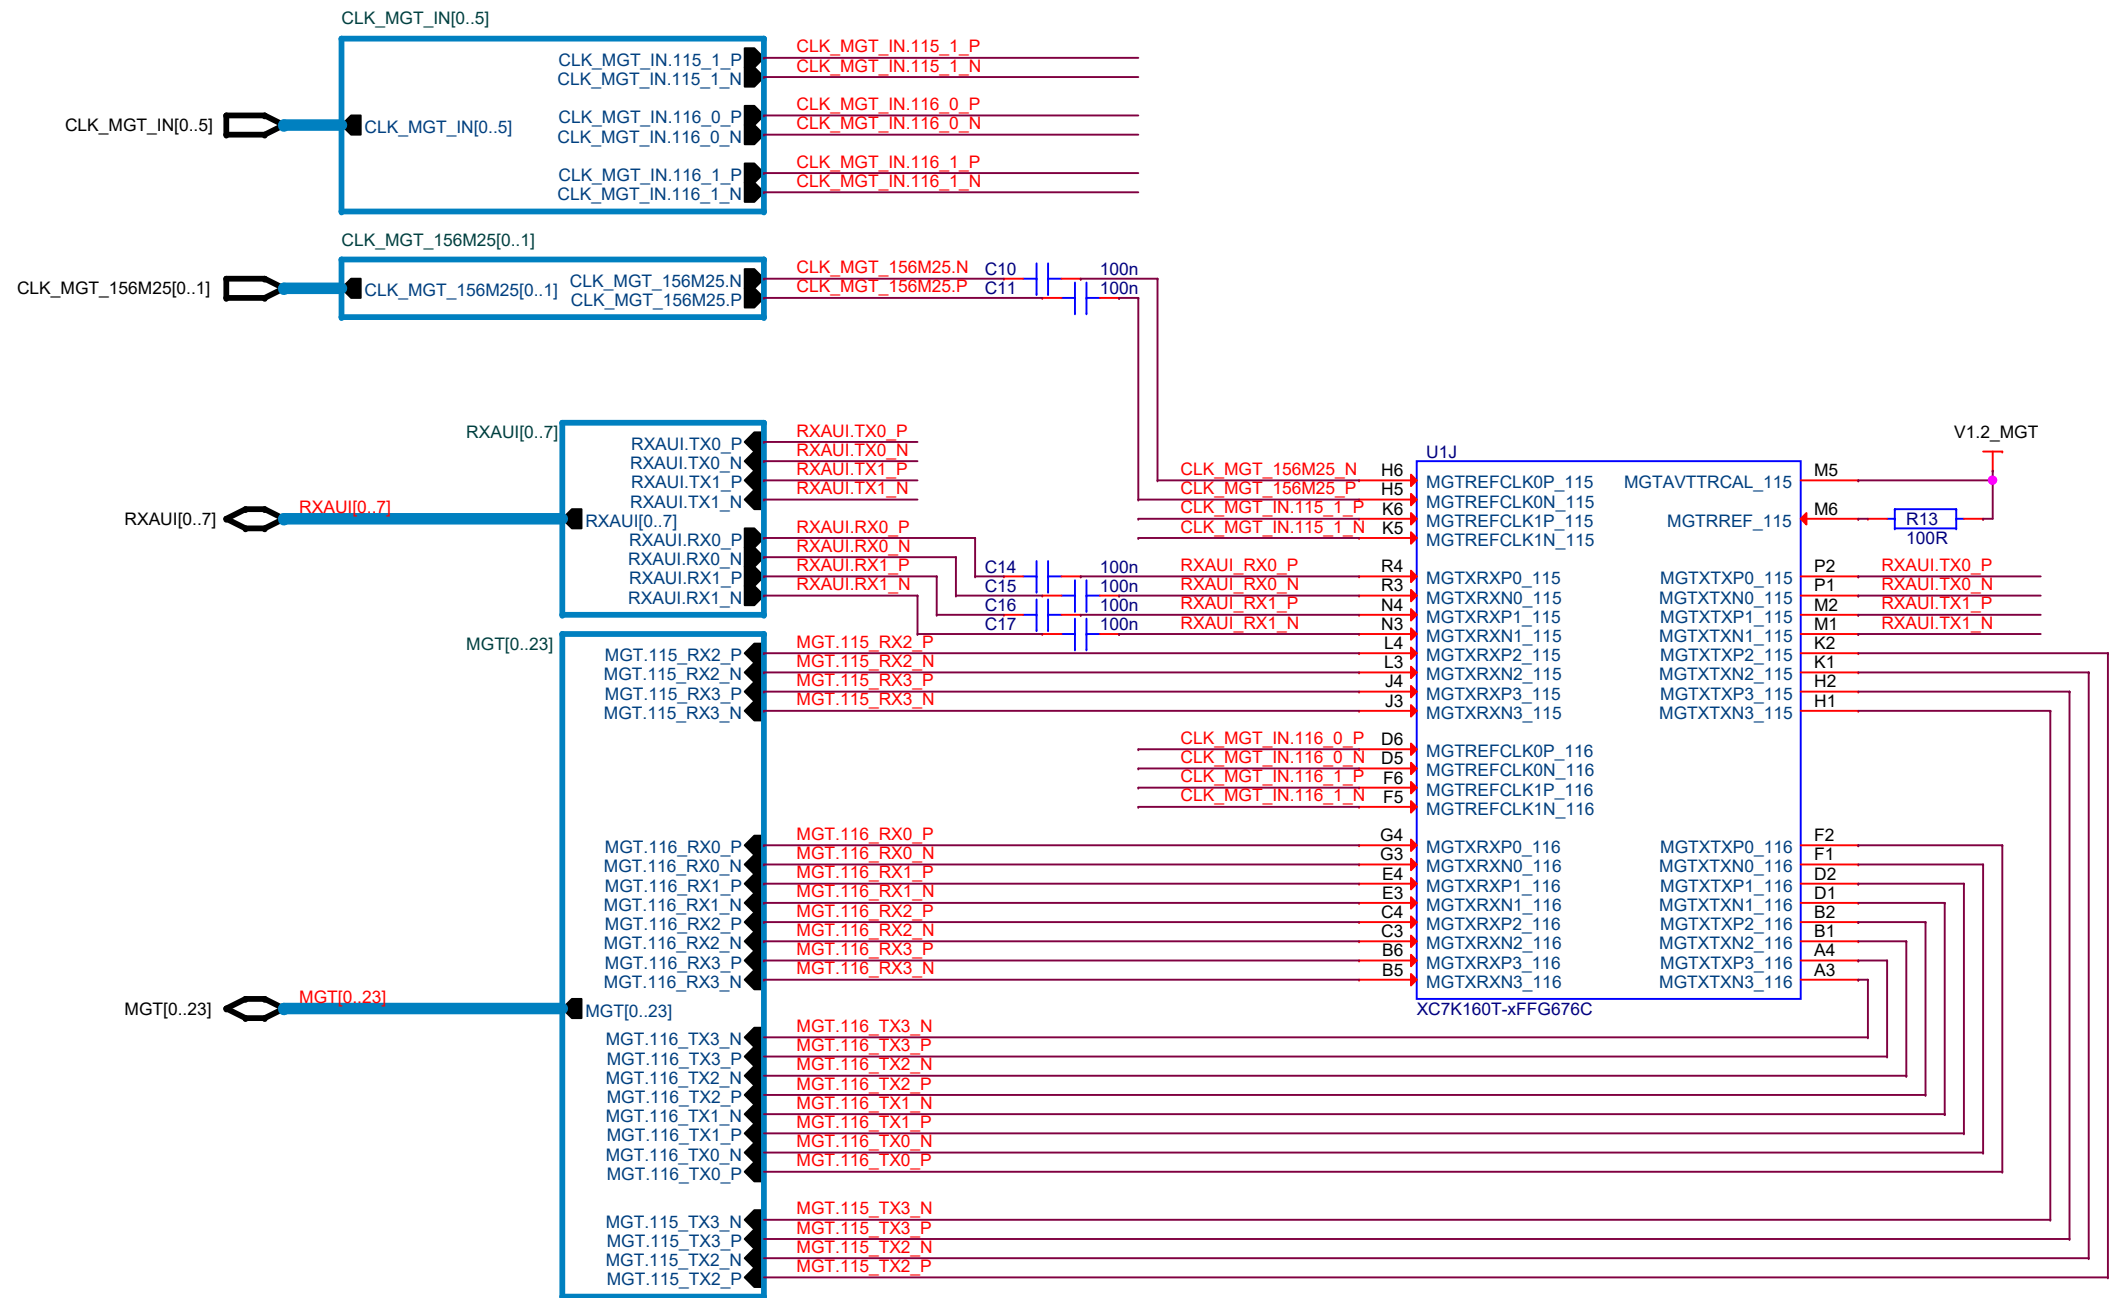 CLK_MGT_IN[0..5]
CLK_MGT_IN[0..5]
CLK_MGT_IN[0..5]
CLK_MGT_IN.115_1_P
CLK_MGT_IN.115_1_N
CLK_MGT_IN.116_0_P
CLK_MGT_IN.116_0_N
CLK_MGT_IN.116_1_P
CLK_MGT_IN.116_1_N
CLK_MGT_IN.115_1_P
CLK_MGT_IN.115_1_N
CLK_MGT_IN.116_0_P
CLK_MGT_IN.116_0_N
CLK_MGT_IN.116_1_P
CLK_MGT_IN.116_1_N
CLK_MGT_156M25[0..1]
CLK_MGT_156M25[0..1]
CLK_MGT_156M25[0..1]
CLK_MGT_156M25.N
CLK_MGT_156M25.P
CLK_MGT_156M25.N
CLK_MGT_156M25.P
C10 100n
C11 100n
RXAUI[0..7]
RXAUI[0..7]
RXAUI[0..7]
RXAUI.TX0_P
RXAUI.TX0_N
RXAUI.TX1_P
RXAUI.TX1_N
RXAUI[0..7]
RXAUI.RX0_P
RXAUI.RX0_N
RXAUI.RX1_P
RXAUI.RX1_N
RXAUI.TX0_P
RXAUI.TX0_N
RXAUI.TX1_P
RXAUI.TX1_N
RXAUI.RX0_P
RXAUI.RX0_N
RXAUI.RX1_P
RXAUI.RX1_N
C14 100n
C15 100n
C16 100n
C17 100n
MGT[0..23]
MGT[0..23]
MGT[0..23]
MGT.115_RX2_P
MGT.115_RX2_N
MGT.115_RX3_P
MGT.115_RX3_N
MGT.116_RX0_P
MGT.116_RX0_N
MGT.116_RX1_P
MGT.116_RX1_N
MGT.116_RX2_P
MGT.116_RX2_N
MGT.116_RX3_P
MGT.116_RX3_N
MGT[0..23]
MGT.116_TX3_N
MGT.116_TX3_P
MGT.116_TX2_N
MGT.116_TX2_P
MGT.116_TX1_N
MGT.116_TX1_P
MGT.116_TX0_N
MGT.116_TX0_P
MGT.115_TX3_N
MGT.115_TX3_P
MGT.115_TX2_N
MGT.115_TX2_P
MGT.115_RX2_P
MGT.115_RX2_N
MGT.115_RX3_P
MGT.115_RX3_N
MGT.116_RX0_P
MGT.116_RX0_N
MGT.116_RX1_P
MGT.116_RX1_N
MGT.116_RX2_P
MGT.116_RX2_N
MGT.116_RX3_P
MGT.116_RX3_N
MGT.116_TX3_N
MGT.116_TX3_P
MGT.116_TX2_N
MGT.116_TX2_P
MGT.116_TX1_N
MGT.116_TX1_P
MGT.116_TX0_N
MGT.116_TX0_P
MGT.115_TX3_N
MGT.115_TX3_P
MGT.115_TX2_N
MGT.115_TX2_P
U1J
CLK_MGT_156M25_N H6 MGTREFCLK0P_115
CLK_MGT_156M25_P H5 MGTREFCLK0N_115
CLK_MGT_IN.115_1_P K6 MGTREFCLK1P_115
CLK_MGT_IN.115_1_N K5 MGTREFCLK1N_115
RXAUI_RX0_P R4 MGTXRXP0_115
RXAUI_RX0_N R3 MGTXRXN0_115
RXAUI_RX1_P N4 MGTXRXP1_115
RXAUI_RX1_N N3 MGTXRXN1_115
L4 MGTXRXP2_115
L3 MGTXRXN2_115
J4 MGTXRXP3_115
J3 MGTXRXN3_115
CLK_MGT_IN.116_0_P D6 MGTREFCLK0P_116
CLK_MGT_IN.116_0_N D5 MGTREFCLK0N_116
CLK_MGT_IN.116_1_P F6 MGTREFCLK1P_116
CLK_MGT_IN.116_1_N F5 MGTREFCLK1N_116
G4 MGTXRXP0_116
G3 MGTXRXN0_116
E4 MGTXRXP1_116
E3 MGTXRXN1_116
C4 MGTXRXP2_116
C3 MGTXRXN2_116
B6 MGTXRXP3_116
B5 MGTXRXN3_116
V1.2_MGT
MGTAVTTRCAL_115 M5
MGTRREF_115 M6 R13
100R
MGTXTXP0_115 P2 RXAUI.TX0_P
MGTXTXN0_115 P1 RXAUI.TX0_N
MGTXTXP1_115 M2 RXAUI.TX1_P
MGTXTXN1_115 M1 RXAUI.TX1_N
MGTXTXP2_115 K2
MGTXTXN2_115 K1
MGTXTXP3_115 H2
MGTXTXN3_115 H1
MGTXTXP0_116 F2
MGTXTXN0_116 F1
MGTXTXP1_116 D2
MGTXTXN1_116 D1
MGTXTXP2_116 B2
MGTXTXN2_116 B1
MGTXTXP3_116 A4
MGTXTXN3_116 A3
XC7K160T-xFFG676C